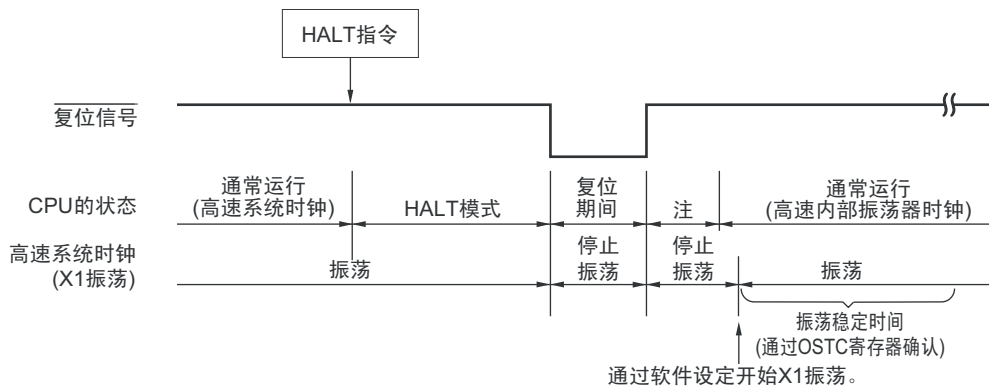 HALT指令
复位信号
CPU的状态
通常运行
(高速系统时钟)
HALT模式
复位
期间
注
通常运行
(高速内部振荡器时钟)
高速系统时钟
(X1振荡)
振荡
停止
振荡
停止
振荡
振荡
振荡稳定时间
(通过OSTC寄存器确认)
通过软件设定开始X1振荡。